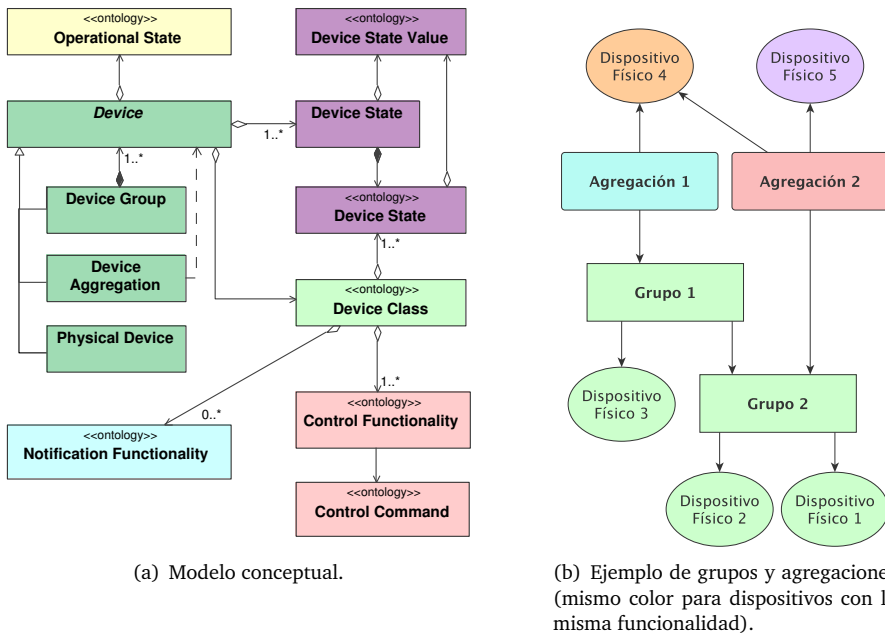 <<ontology>>
Operational State
<<ontology>>
Device State Value
Device
1..*
Device State
1..*
Device Group
<<ontology>>
Device State
Device
Aggregation
1..*
<<ontology>>
Device Class
Physical Device
1..*
0..*
<<ontology>>
Control Functionality
<<ontology>>
Notification Functionality
<<ontology>>
Control Command
(a) Modelo conceptual.
Dispositivo
Físico 4
Dispositivo
Físico 5
Agregación 1
Agregación 2
Grupo 1
Dispositivo
Físico 3
Grupo 2
Dispositivo
Físico 2
Dispositivo
Físico 1
(b) Ejemplo de grupos y agregacione
(mismo color para dispositivos con l
misma funcionalidad).